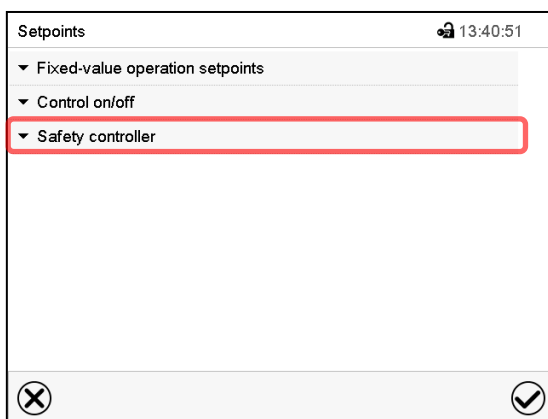 Setpoints 13:40:51
Fixed-value operation setpoints
Control on/off
Safety controller